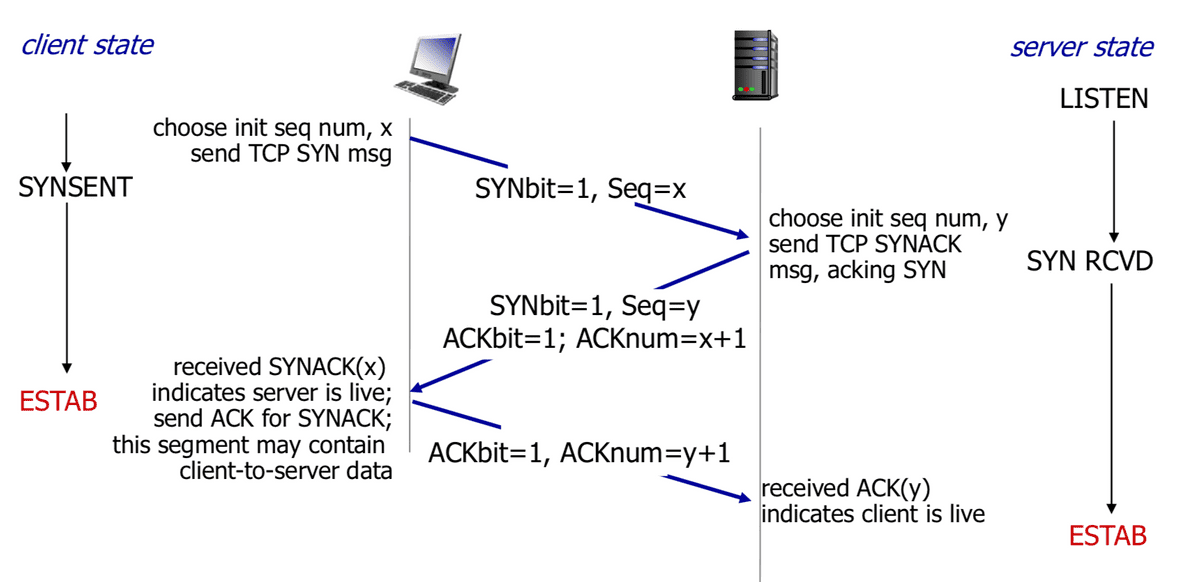 client state
server state
LISTEN
choose init seq num, x
send TCP SYN msg
SYNSENT
SYNbit=1, Seq=x
choose init seq num, y
send TCP SYNACK
msg, acking SYN
SYN RCVD
SYNbit=1, Seq=y
ACKbit=1; ACKnum=x+1
received SYNACK(x)
indicates server is live;
send ACK for SYNACK;
this segment may contain
client-to-server data
ESTAB
ACKbit=1, ACKnum=y+1
received ACK(y)
indicates client is live
ESTAB